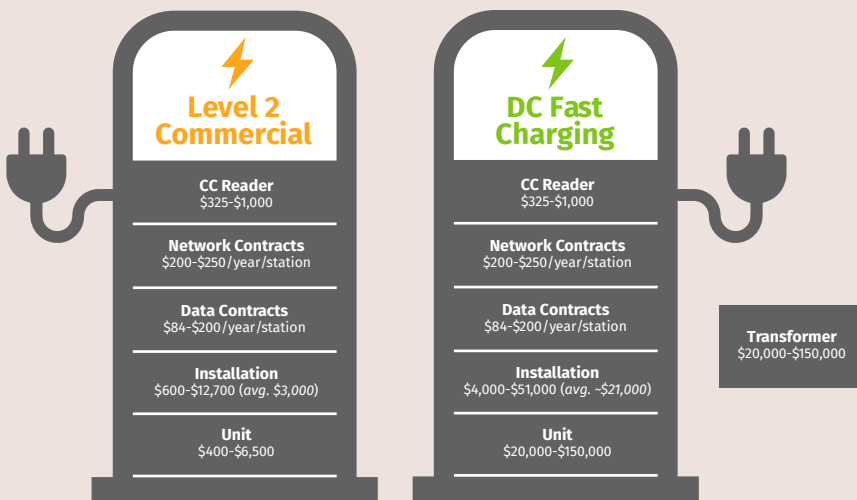 Level 2
Commercial
CC Reader
$325-$1,000
Network Contracts
$200-$250/year/station
Data Contracts
$84-$200/year/station
Installation
$600-$12,700 (avg. $3,000)
Unit
$400-$6,500
DC Fast
Charging
CC Reader
$325-$1,000
Network Contracts
$200-$250/year/station
Data Contracts
$84-$200/year/station
Installation
$4,000-$51,000 (avg. ~$21,000)
Unit
$20,000-$150,000
Transformer
$20,000-$150,000